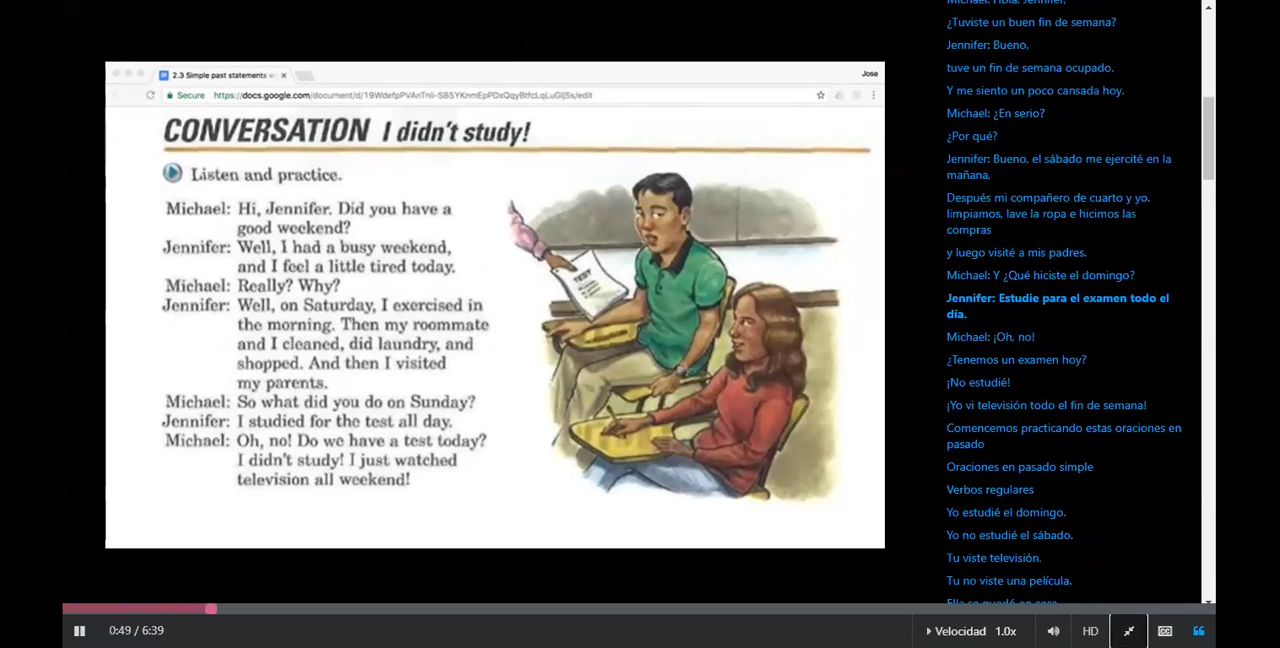 2.3 Simple past statements
Jose
Secure
CONVERSATION I didn't study!
Listen and practice.
Michael: Hi, Jennifer. Did you have a
good weekend?
Jennifer: Well, I had a busy weekend,
and I feel a little tired today.
Michael: Really? Why?
Jennifer: Well, on Saturday, I exercised in
the morning. Then my roommate
and I cleaned, did laundry, and
shopped. And then I visited
my parents.
Michael: So what did you do on Sunday?
Jennifer: I studied for the test all day.
Michael: Oh, no! Do we have a test today?
I didn't study! I just watched
television all weekend!
TEST
Michael: Hola, Jennifer,
¿Tuviste un buen fin de semana?
Jennifer: Bueno,
tuve un fin de semana ocupado.
Y me siento un poco cansada hoy.
Michael: ¿En serio?
¿Por qué?
Jennifer: Bueno, el sábado me ejercité en la
mañana,
Después mi compañero de cuarto y yo.
limpiamos, lave la ropa e hicimos las
compras
y luego visité a mis padres.
Michael: Y ¿Qué hiciste el domingo?
Jennifer: Estudie para el examen todo el
día.
Michael: ¡Oh, no!
¿Tenemos un examen hoy?
¡No estudié!
¡Yo vi televisión todo el fin de semana!
Comencemos practicando estas oraciones en
pasado
Oraciones en pasado simple
Verbos regulares
Yo estudié el domingo.
Yo no estudié el sábado.
Tu viste televisión.
Tu no viste una película.
Ella se quedó en casa
0:49 / 6:39
Velocidad 1.0x
HD
CC